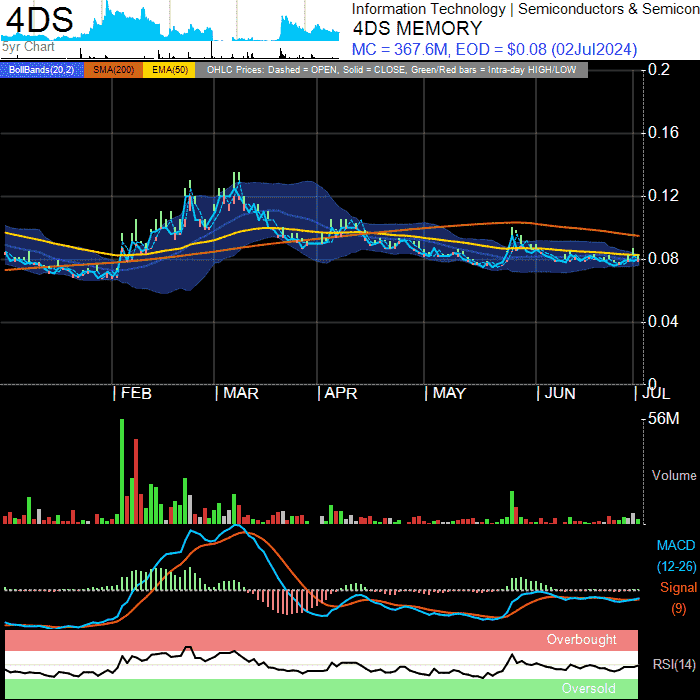 4DS
5yr Chart
Information Technology | Semiconductors & Semicon
4DS MEMORY
MC = 367.6M, EOD = $0.08 (02Jul2024)
BollBands(20,2) SMA(200) EMA(50) OHLC Prices: Dashed = OPEN, Solid = CLOSE, Green/Red bars = Intra-day HIGH/LOW
0.2
0.16
0.12
0.08
0.04
0
FEB MAR APR MAY JUN JUL
56M
Volume
MACD
(12-26)
Signal
(9)
Overbought
RSI(14)
Oversold